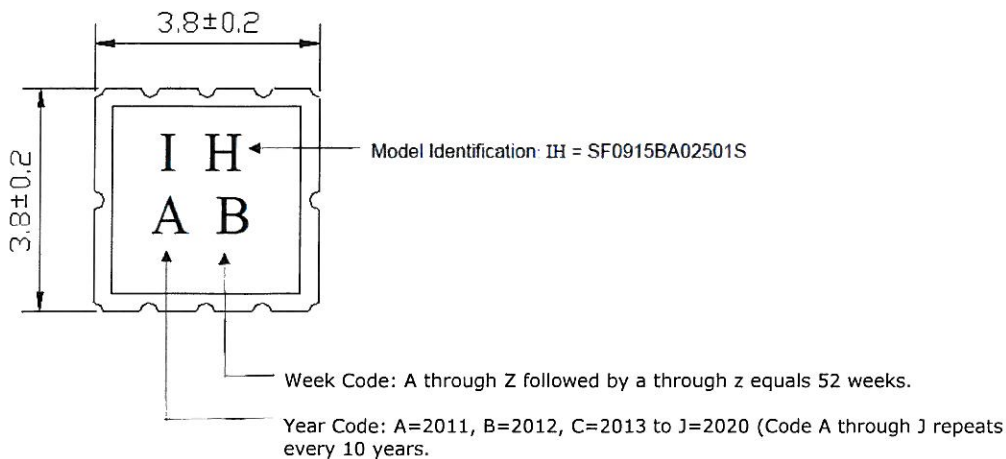 3.8±0.2
3.8±0.2
I H
Model Identification: IH = SF0915BA02501S
A B
Week Code: A through Z followed by a through z equals 52 weeks.
Year Code: A=2011, B=2012, C=2013 to J=2020 (Code A through J repeats
every 10 years.